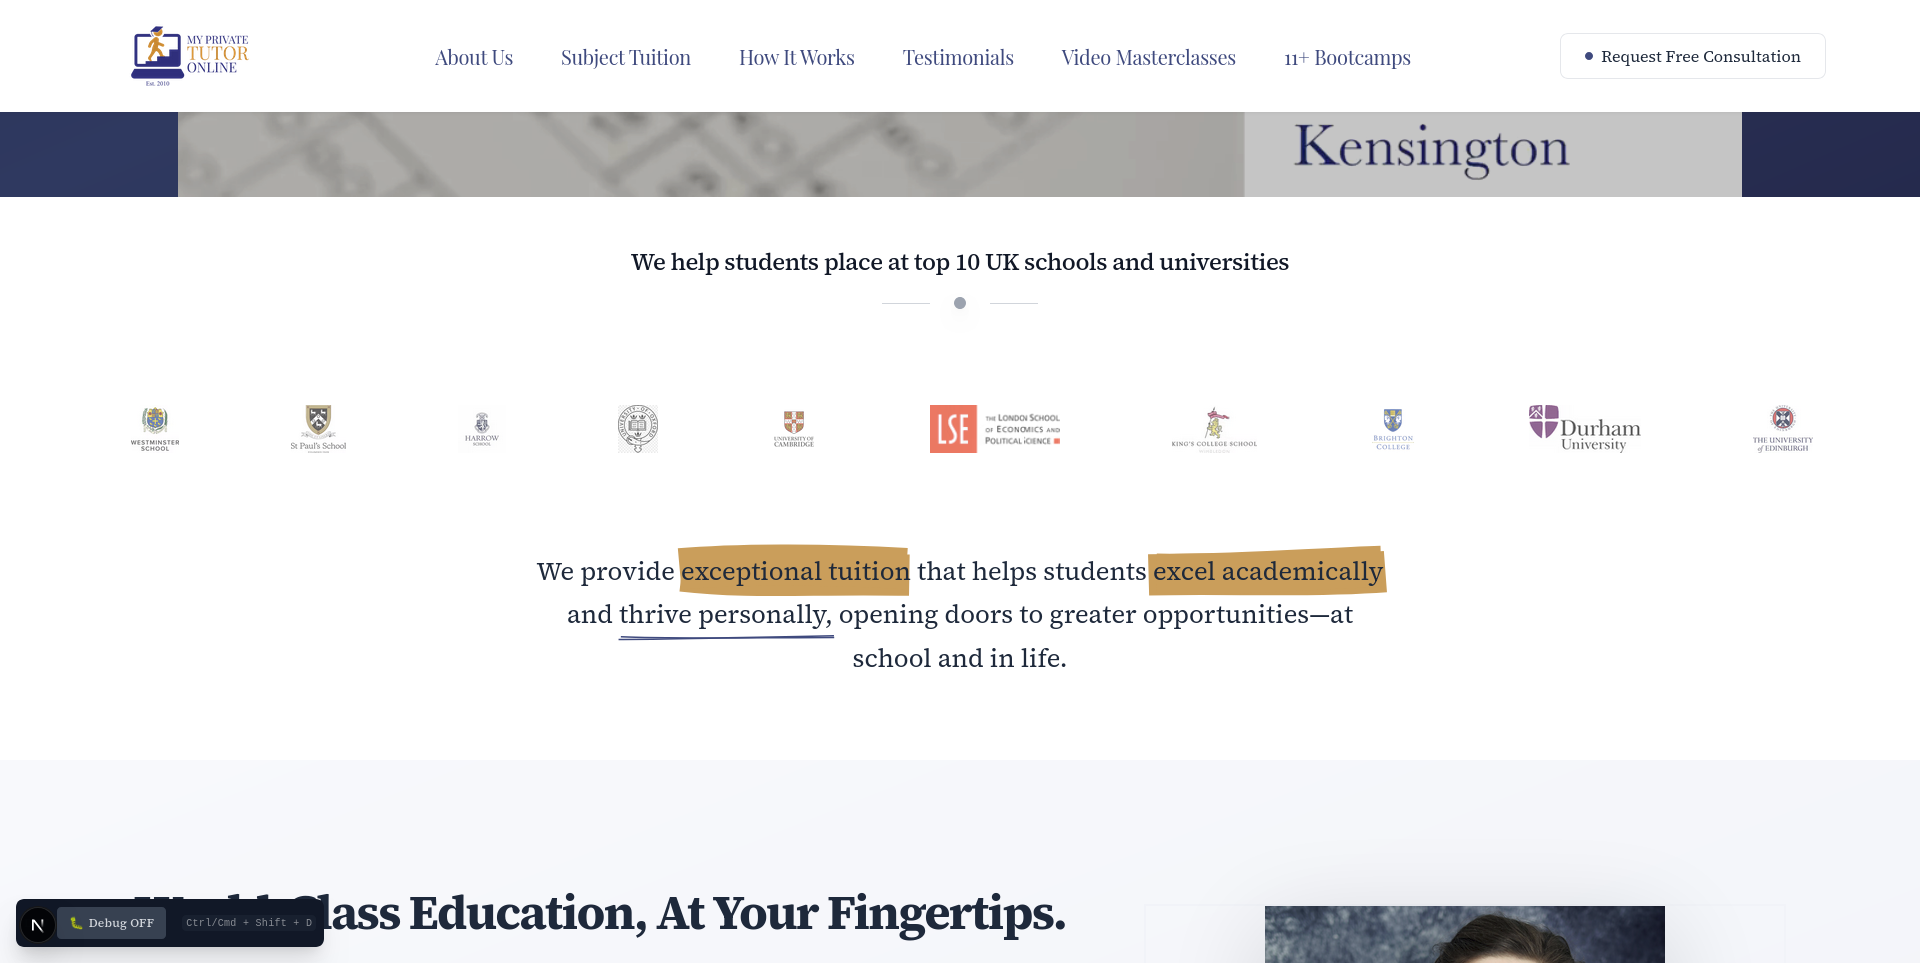 MY PRIVATE
TUTOR
ONLINE
Est. 2010
About Us
Subject Tuition
How It Works
Testimonials
Video Masterclasses
11+ Bootcamps
Request Free Consultation
Kensington
We help students place at top 10 UK schools and universities
WESTMINSTER
SCHOOL
St Paul's School
HARROW
SCHOOL
UNIVERSITY OF
CAMBRIDGE
LSE
THE LONDON SCHOOL
OF ECONOMICS AND
POLITICAL SCIENCE
KING'S COLLEGE SCHOOL
BRIGHTON
COLLEGE
Durham
University
THE UNIVERSITY
of EDINBURGH
We provide exceptional tuition that helps students excel academically
and thrive personally, opening doors to greater opportunities—at
school and in life.
Class Education, At Your Fingertips.
N
Debug OFF
Ctrl/Cmd + Shift + D